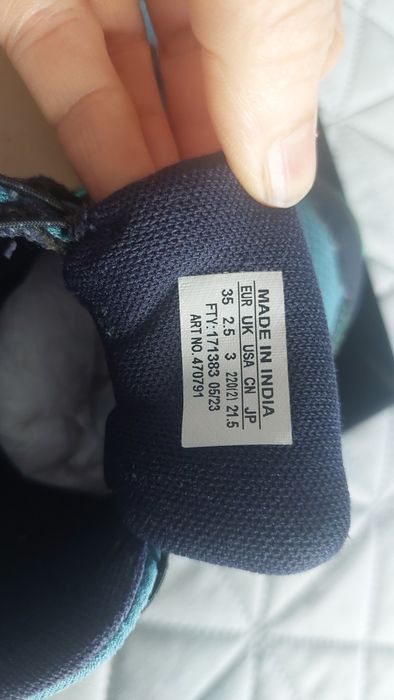 MADE IN INDIA
EUR UK USA CN JP
35 2.5 3 220(2) 21.5
FTY:171383 05/23
ART NO. 470791